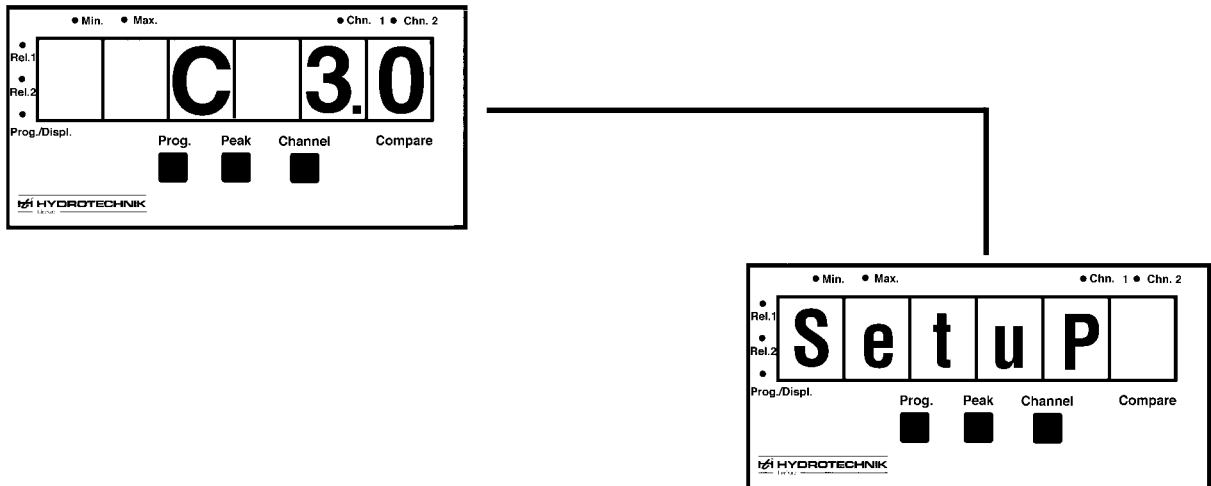 Min. Max. Chn. 1 Chn. 2
Rel.1
C 3.0
Rel.2
Prog./Displ.
Prog. Peak Channel Compare
HYDROTECHNIK
Min. Max. Chn. 1 Chn. 2
Rel.1
SetuP
Rel.2
Prog./Displ.
Prog. Peak Channel Compare
HYDROTECHNIK